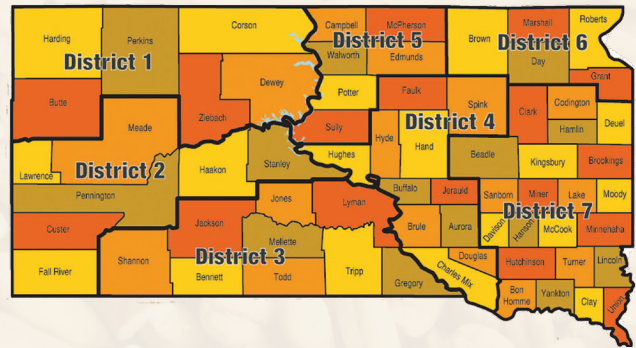 Harding
Perkins
Corson
Campbell
McPherson
Brown
Marshall
Roberts
District 1
District 5
District 6
Walworth
Edmunds
Day
Grant
Butte
Ziebach
Dewey
Potter
Faulk
Spink
Clark
Codington
Deuel
Hamlin
Meade
Sully
District 4
Hyde
Hand
Lawrence
District 2
Haakon
Stanley
Hughes
Beadle
Kingsbury
Brookings
Pennington
Jones
Lyman
Buffalo
Jerauld
Sanborn
Miner
Lake
Moody
District 7
Custer
Jackson
Brule
Aurora
Davison
Hanson
McCook
Minnehaha
District 3
Mellette
Fall River
Shannon
Bennett
Todd
Tripp
Gregory
Charles Mix
Douglas
Hutchinson
Turner
Lincoln
Bon
Homme
Yankton
Clay
Union